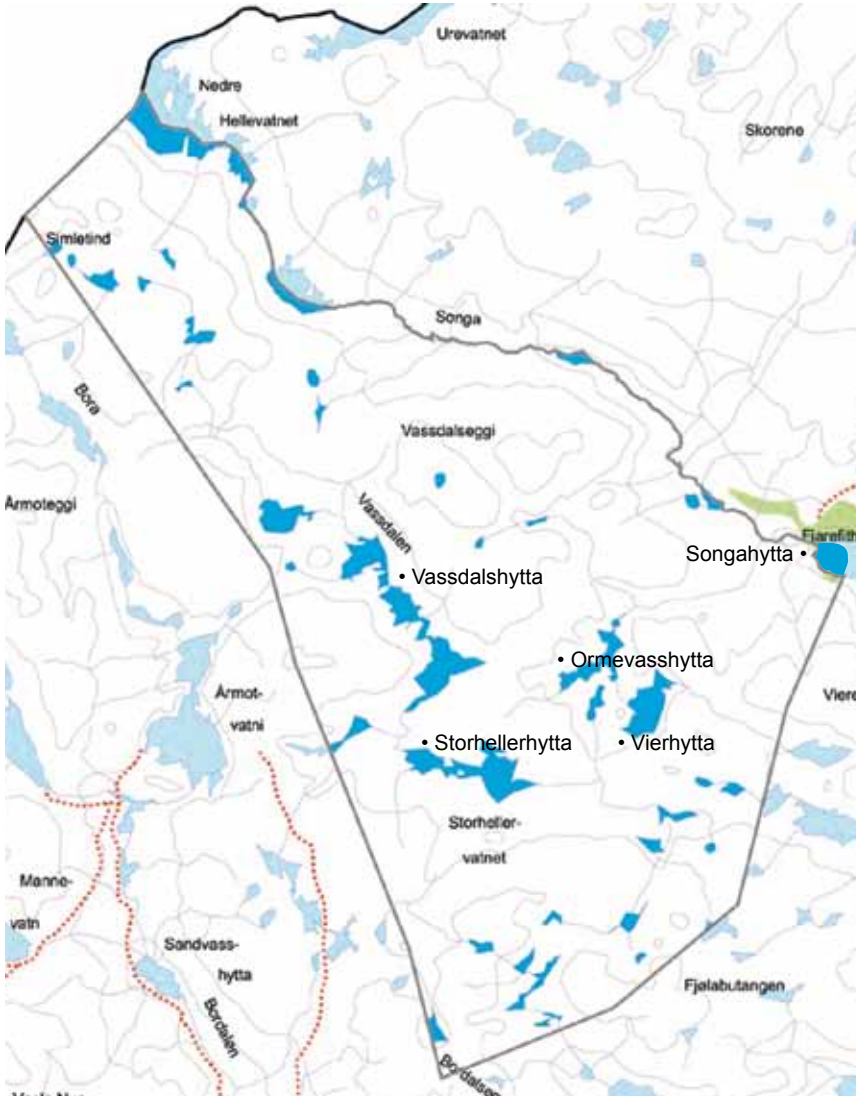 Urevatnet
Nedre
Hellevatnet
Skorene
Simletind
Songa
Bora
Vassdalseggi
Årmoteggi
Vassdalen
Songahytta •
• Vassdalshytta
• Ormevasshytta
Årmot-
vatni
• Storhellerhytta
• Vierhytta
Storheller-
vatnet
Manne-
vatn
Sandvass-
hytta
Bordalen
Fjølabutangen